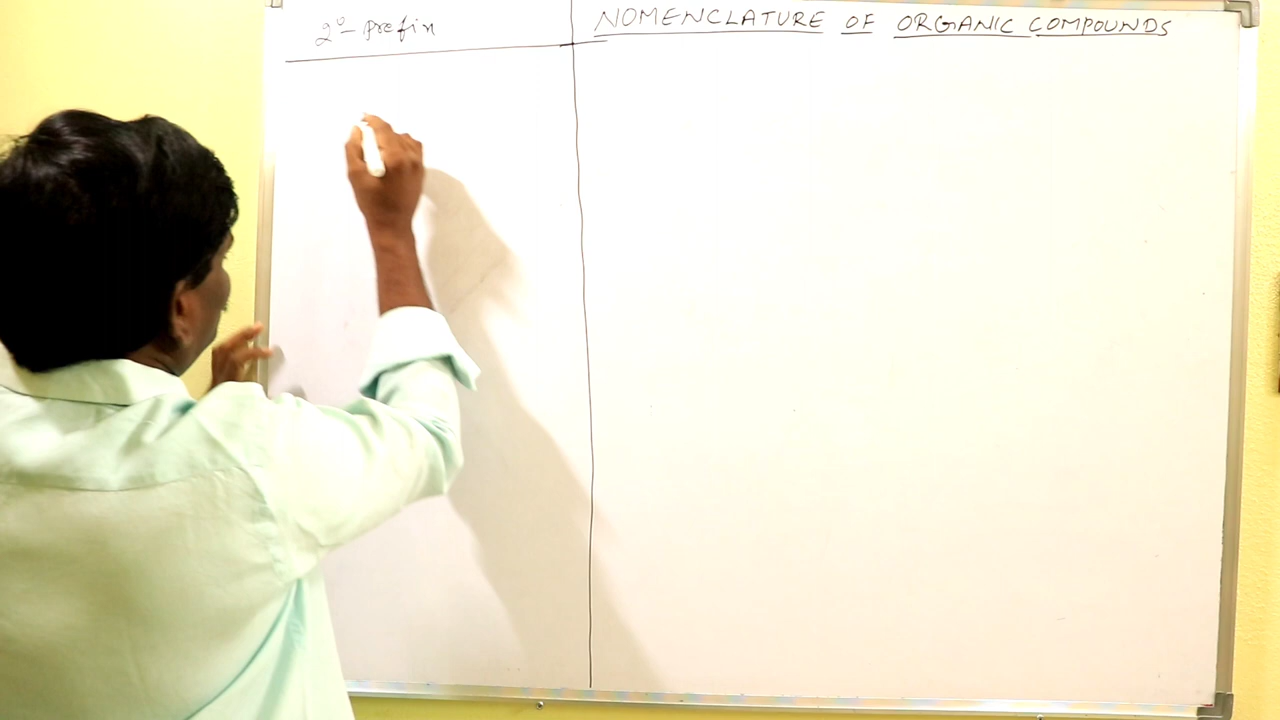 2° - prefix
NOMENCLATURE OF ORGANIC COMPOUNDS